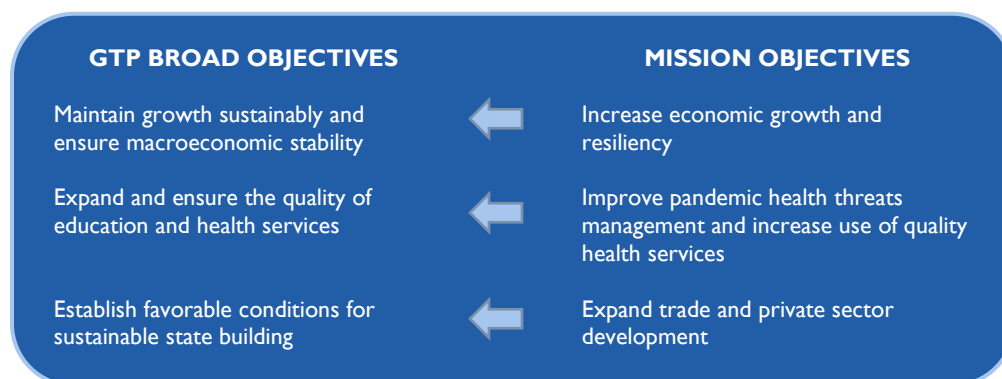 GTP BROAD OBJECTIVES
MISSION OBJECTIVES
Maintain growth sustainably and
ensure macroeconomic stability
Increase economic growth and
resiliency
Expand and ensure the quality of
education and health services
Improve pandemic health threats
management and increase use of quality
health services
Establish favorable conditions for
sustainable state building
Expand trade and private sector
development